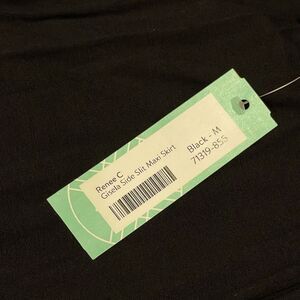 Renee C
Gisela Side Slit Maxi Skirt
Black - M
71319-855